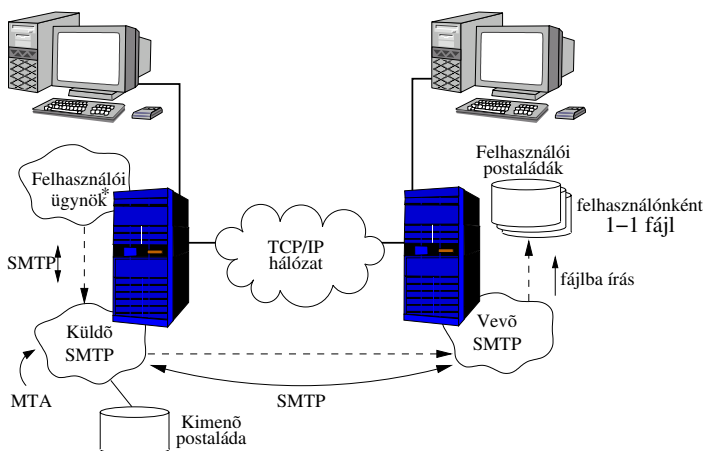 Felhasználói
ügynök*
SMTP
Küldõ
SMTP
MTA
Kimenõ
postaláda
TCP/IP
hálózat
SMTP
Felhasználói
postaládák
felhasználónként
1−1 fájl
fájlba írás
Vevõ
SMTP